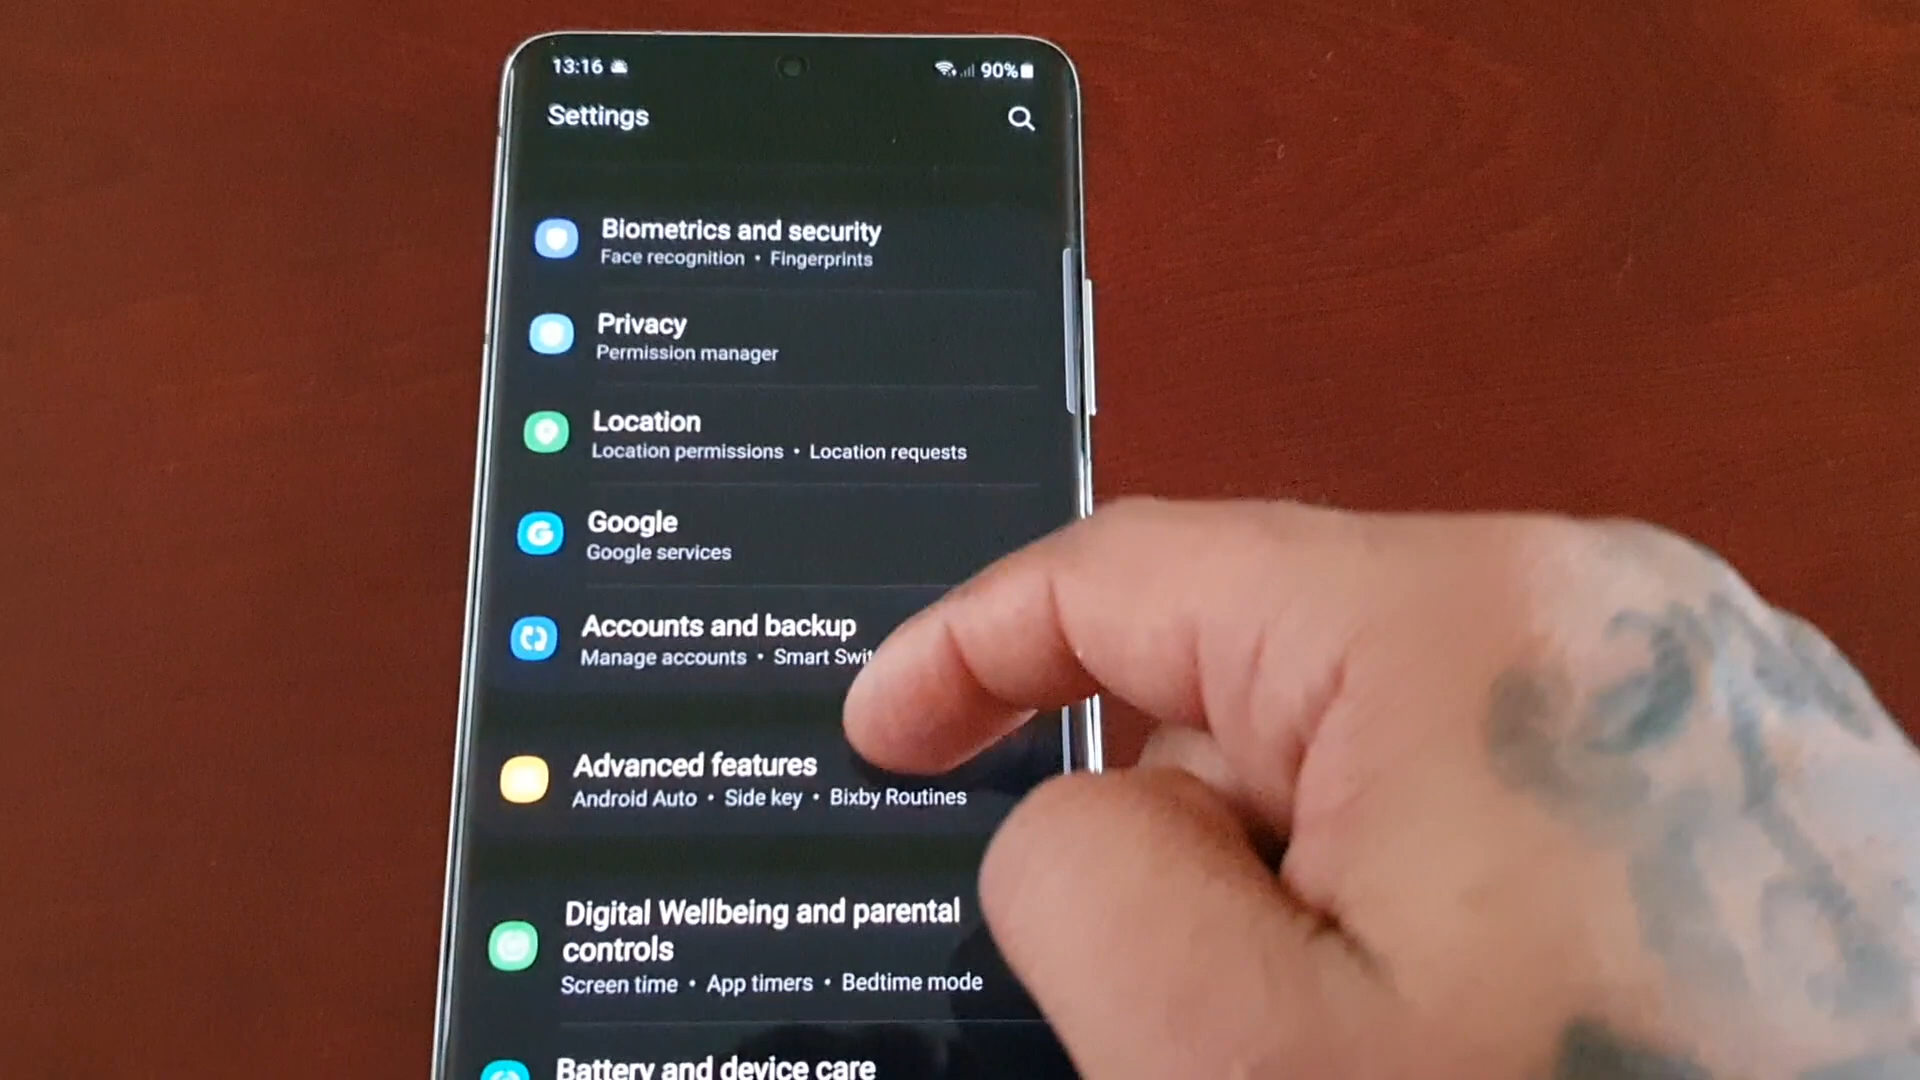 13:16
90%
Settings
Biometrics and security
Face recognition • Fingerprints
Privacy
Permission manager
Location
Location permissions • Location requests
Google
Google services
Accounts and backup
Manage accounts • Smart
Advanced features
Android Auto • Side key • Bixby Routines
Digital Wellbeing and parental
controls
Screen time • App timers • Bedtime mode
Battery and device care